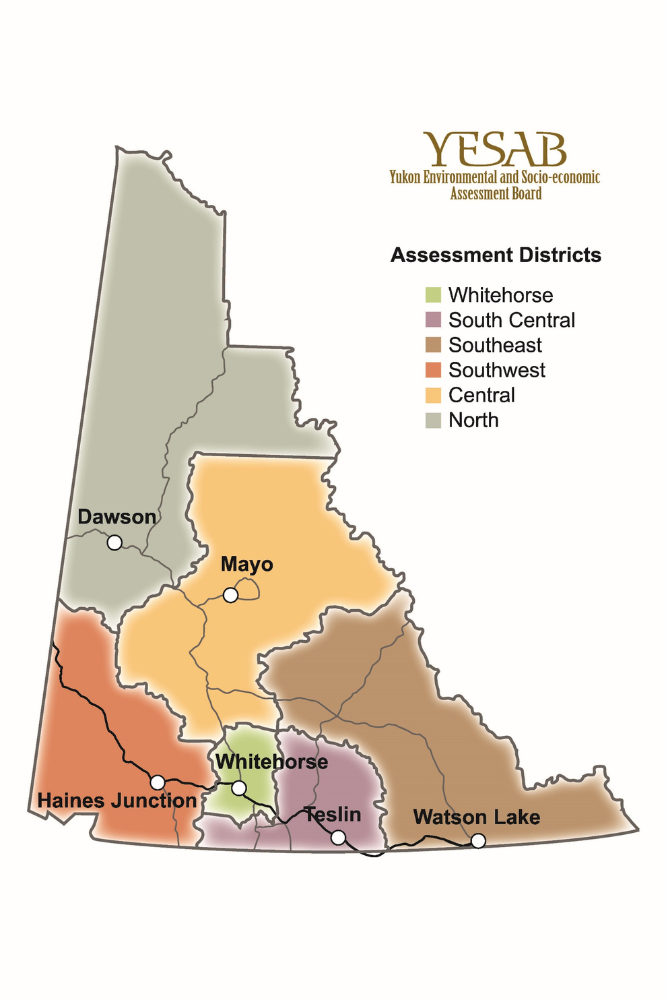 YESAB
Yukon Environmental and Socio-economic
Assessment Board
Assessment Districts
Whitehorse
South Central
Southeast
Southwest
Central
North
Dawson
Mayo
Whitehorse
Haines Junction
Teslin
Watson Lake